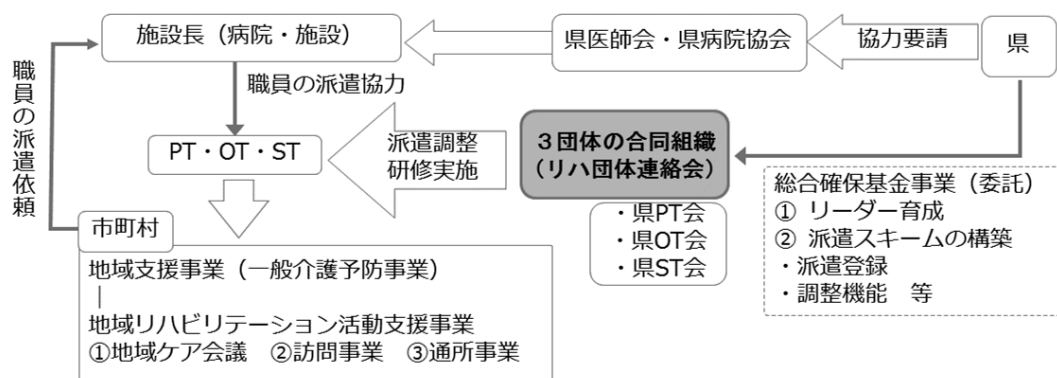 施設長（病院・施設）
県医師会・県病院協会
協力要請
県
職員の派遣依頼
職員の派遣協力
PT・OT・ST
派遣調整
研修実施
３団体の合同組織
（リハ団体連絡会）
・県PT会
・県OT会
・県ST会
総合確保基金事業（委託）
① リーダー育成
② 派遣スキームの構築
・派遣登録
・調整機能　等
市町村
地域支援事業（一般介護予防事業）
｜
地域リハビリテーション活動支援事業
①地域ケア会議　②訪問事業　③通所事業